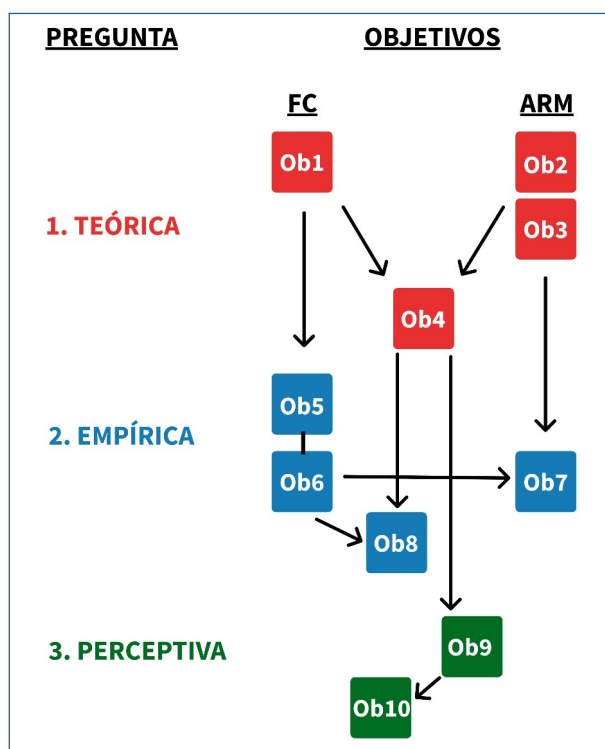 PREGUNTA OBJETIVOS
FC ARM
Ob1 Ob2
1. TEÓRICA Ob3
Ob4
Ob5
2. EMPÍRICA
Ob6 Ob7
Ob8
3. PERCEPTIVA Ob9
Ob10